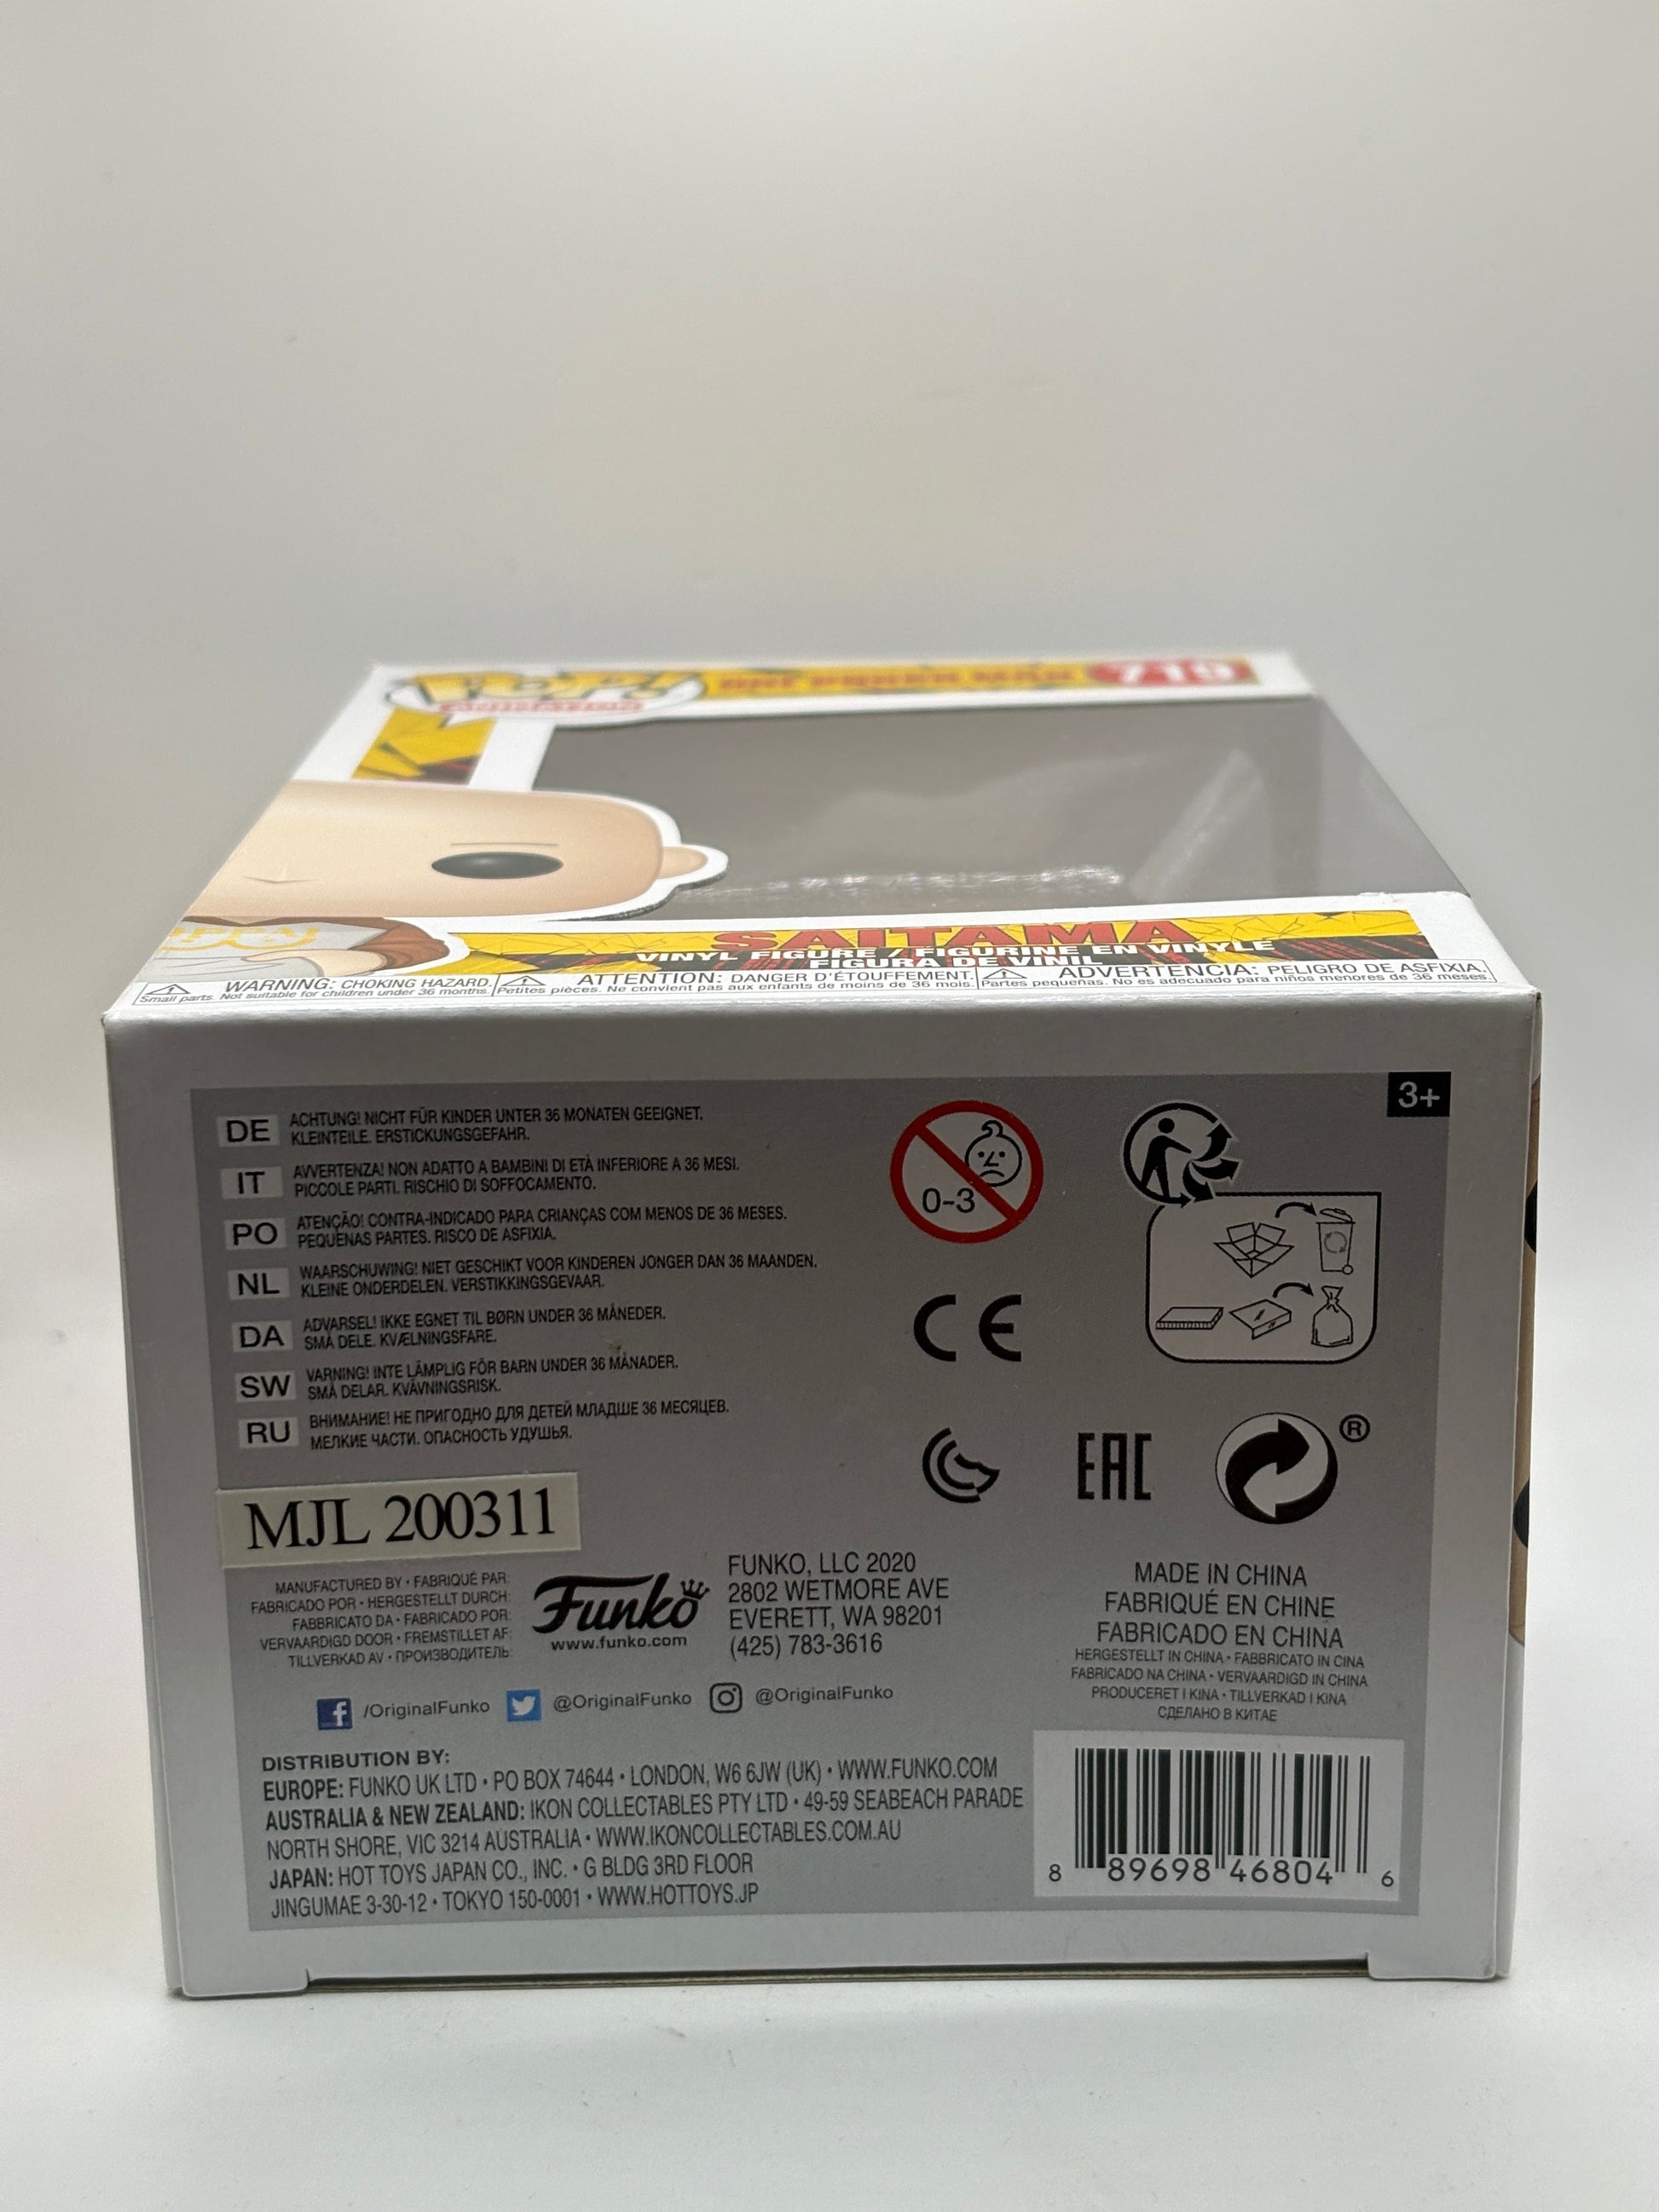 POP!
ANIMATION
ONE PUNCH MAN
719
SAITAMA
VINYL FIGURE / FIGURINE EN VINYLE
FIGURA DE VINIL
WARNING: CHOKING HAZARD.
Small parts. Not suitable for children under 36 months.
ATTENTION: DANGER D'ÉTOUFFEMENT.
Petites pièces. Ne convient pas aux enfants de moins de 36 mois.
ADVERTENCIA: PELIGRO DE ASFIXIA.
Partes pequeñas. No es adecuado para niños menores de 36 meses.
3+
DE ACHTUNG! NICHT FÜR KINDER UNTER 36 MONATEN GEEIGNET.
KLEINTEILE. ERSTICKUNGSGEFAHR.
IT AVVERTENZA! NON ADATTO A BAMBINI DI ETÀ INFERIORE A 36 MESI.
PICCOLE PARTI. RISCHIO DI SOFFOCAMENTO.
PO ATENÇÃO! CONTRA-INDICADO PARA CRIANÇAS COM MENOS DE 36 MESES.
PEQUENAS PARTES. RISCO DE ASFIXIA.
NL WAARSCHUWING! NIET GESCHIKT VOOR KINDEREN JONGER DAN 36 MAANDEN.
KLEINE ONDERDELEN. VERSTIKKINGSGEVAAR.
DA ADVARSEL! IKKE EGNET TIL BØRN UNDER 36 MÅNEDER.
SMÅ DELE. KVÆLNINGSFARE.
SW VARNING! INTE LÄMPLIG FÖR BARN UNDER 36 MÅNADER.
SMÅ DELAR. KVÄVNINGSRISK.
RU ВНИМАНИЕ! НЕ ПРИГОДНО ДЛЯ ДЕТЕЙ МЛАДШЕ 36 МЕСЯЦЕВ.
МЕЛКИЕ ЧАСТИ. ОПАСНОСТЬ УДУШЬЯ.
0-3
CE
EAC
®
MJL 200311
MANUFACTURED BY • FABRIQUÉ PAR:
FABRICADO POR • HERGESTELLT DURCH:
FABBRICATO DA • FABRICADO POR:
VERVAARDIGD DOOR • FREMSTILLET AF:
TILLVERKAD AV • ПРОИЗВОДИТЕЛЬ:
Funko
www.funko.com
FUNKO, LLC 2020
2802 WETMORE AVE
EVERETT, WA 98201
(425) 783-3616
MADE IN CHINA
FABRIQUÉ EN CHINE
FABRICADO EN CHINA
HERGESTELLT IN CHINA • FABBRICATO IN CINA
FABRICADO NA CHINA • VERVAARDIGD IN CHINA
PRODUCERET I KINA • TILLVERKAD I KINA
СДЕЛАНО В КИТАЕ
/OriginalFunko @OriginalFunko @OriginalFunko
DISTRIBUTION BY:
EUROPE: FUNKO UK LTD • PO BOX 74644 • LONDON, W6 6JW (UK) • WWW.FUNKO.COM
AUSTRALIA & NEW ZEALAND: IKON COLLECTABLES PTY LTD • 49-59 SEABEACH PARADE
NORTH SHORE, VIC 3214 AUSTRALIA • WWW.IKONCOLLECTABLES.COM.AU
JAPAN: HOT TOYS JAPAN CO., INC. • G BLDG 3RD FLOOR
JINGUMAE 3-30-12 • TOKYO 150-0001 • WWW.HOTTOYS.JP
8 89698 46804 6